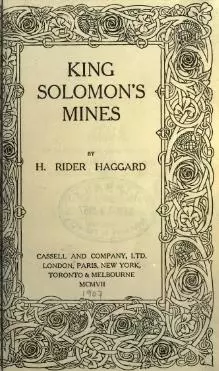 KING
SOLOMON'S
MINES
BY
H. RIDER HAGGARD
CASSELL AND COMPANY, LTD.
LONDON, PARIS, NEW YORK,
TORONTO & MELBOURNE
MCMVII
1907